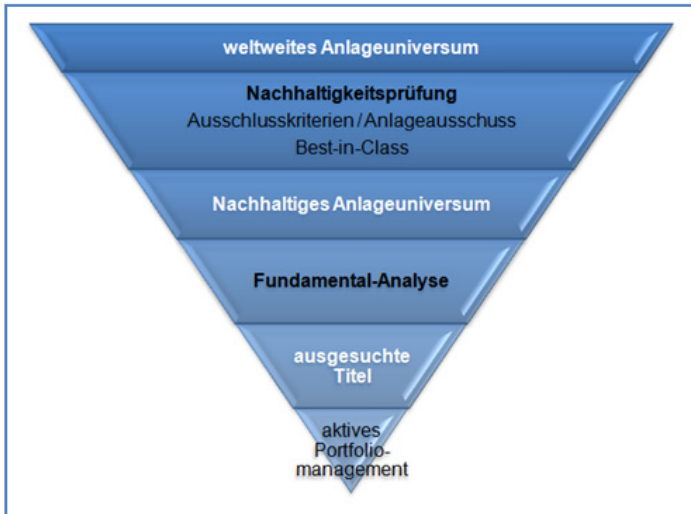 weltweites Anlageuniversum
Nachhaltigkeitsprüfung
Ausschlusskriterien / Anlageausschuss
Best-in-Class
Nachhaltiges Anlageuniversum
Fundamental-Analyse
ausgesuchte
Titel
aktives
Portfolio-
management